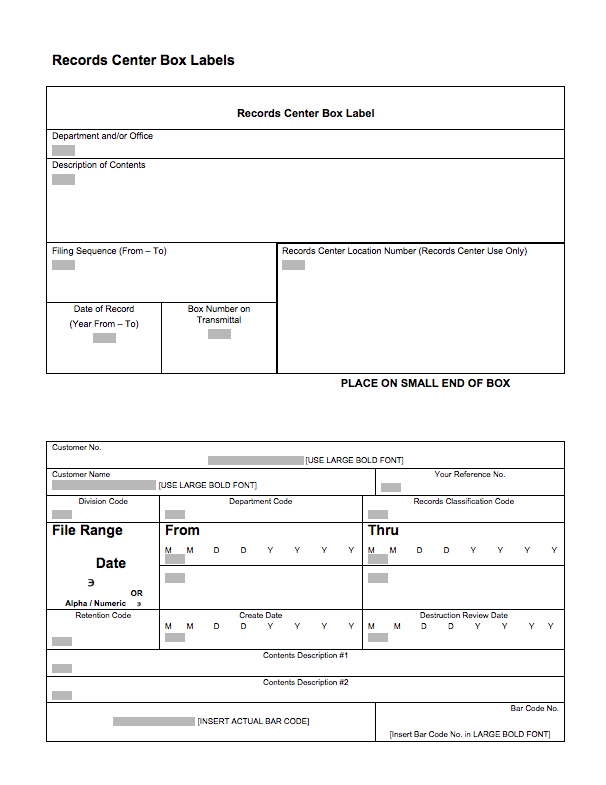 Records Center Box Labels
Records Center Box Label
Department and/or Office
Description of Contents
Filing Sequence (From – To)
Records Center Location Number (Records Center Use Only)
Date of Record
(Year From – To)
Box Number on
Transmittal
PLACE ON SMALL END OF BOX
Customer No.
[USE LARGE BOLD FONT]
Customer Name
[USE LARGE BOLD FONT]
Your Reference No.
Division Code
Department Code
Records Classification Code
File Range
From
Thru
M M D D Y Y Y Y
M M D D Y Y Y Y
Date
϶
OR
Alpha / Numeric ϶
Retention Code
Create Date
M M D D Y Y Y Y
Destruction Review Date
M M D D Y Y Y Y
Contents Description #1
Contents Description #2
[INSERT ACTUAL BAR CODE]
Bar Code No.
[Insert Bar Code No. in LARGE BOLD FONT]